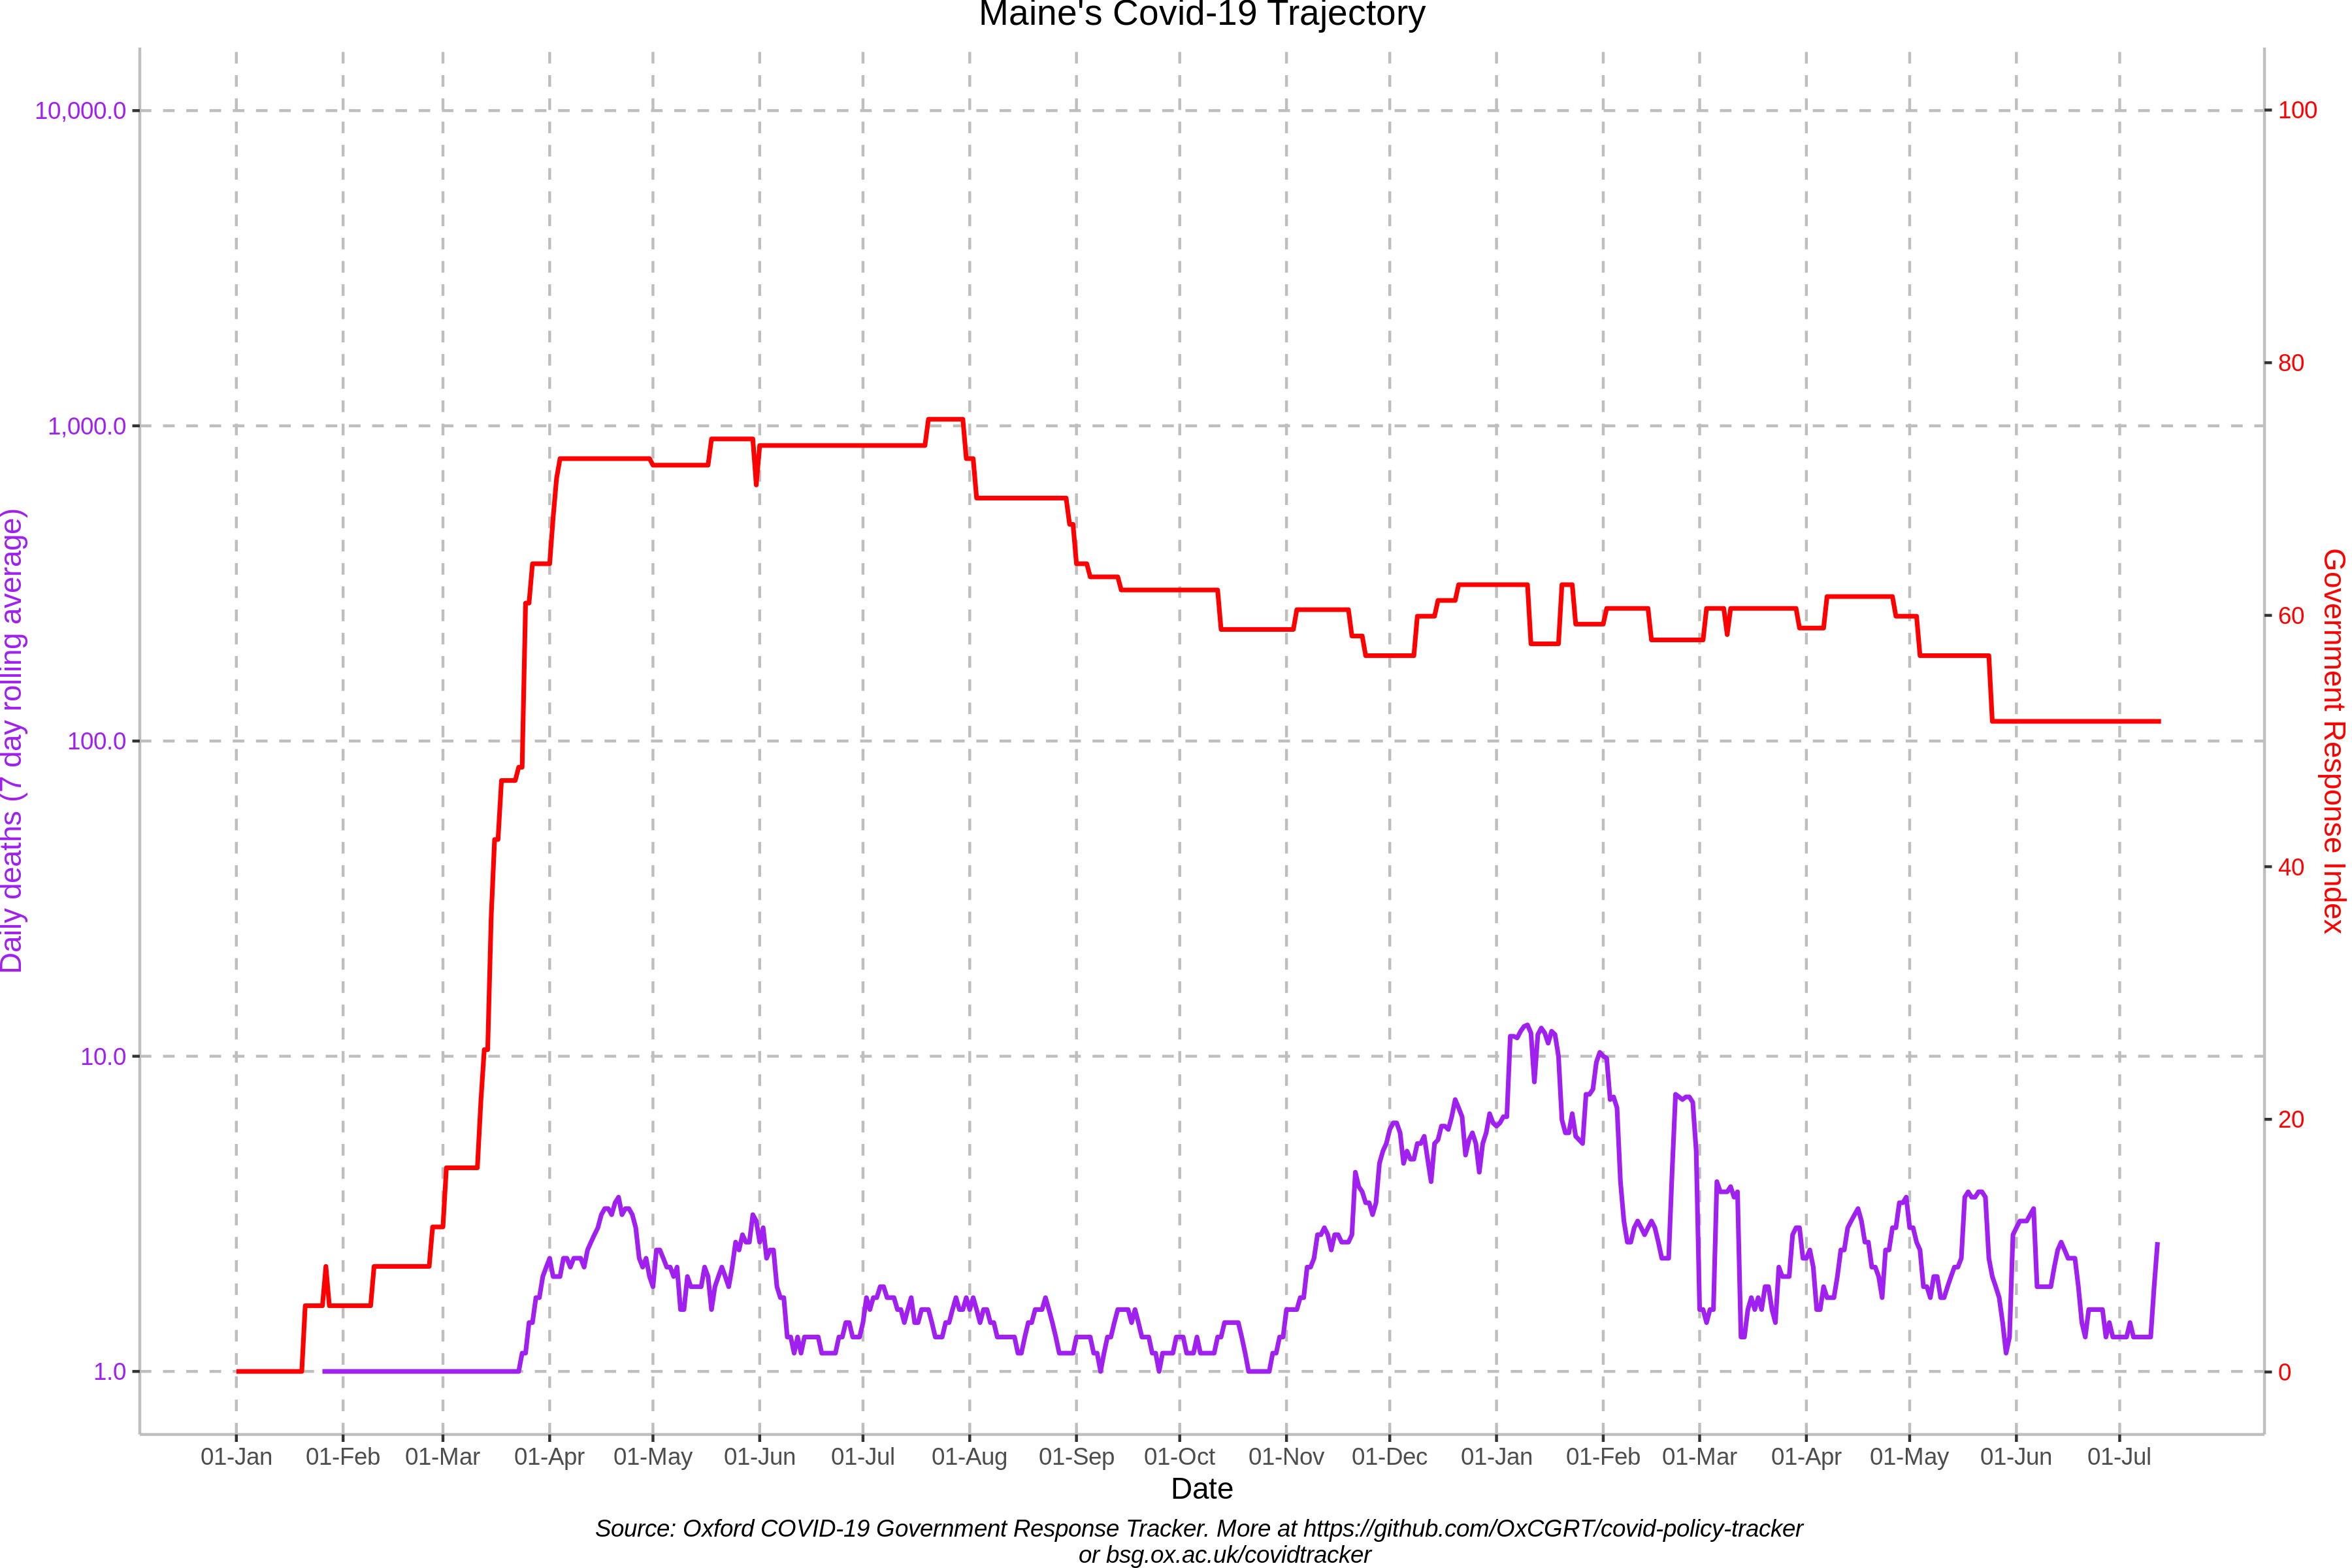 Maine's Covid-19 Trajectory
10,000.0
1,000.0
100.0
10.0
1.0
Daily deaths (7 day rolling average)
100
80
60
40
20
0
Government Response Index
01-Jan 01-Feb 01-Mar 01-Apr 01-May 01-Jun 01-Jul 01-Aug 01-Sep 01-Oct 01-Nov 01-Dec 01-Jan 01-Feb 01-Mar 01-Apr 01-May 01-Jun 01-Jul
Date
Source: Oxford COVID-19 Government Response Tracker. More at https://github.com/OxCGRT/covid-policy-tracker
or bsg.ox.ac.uk/covidtracker